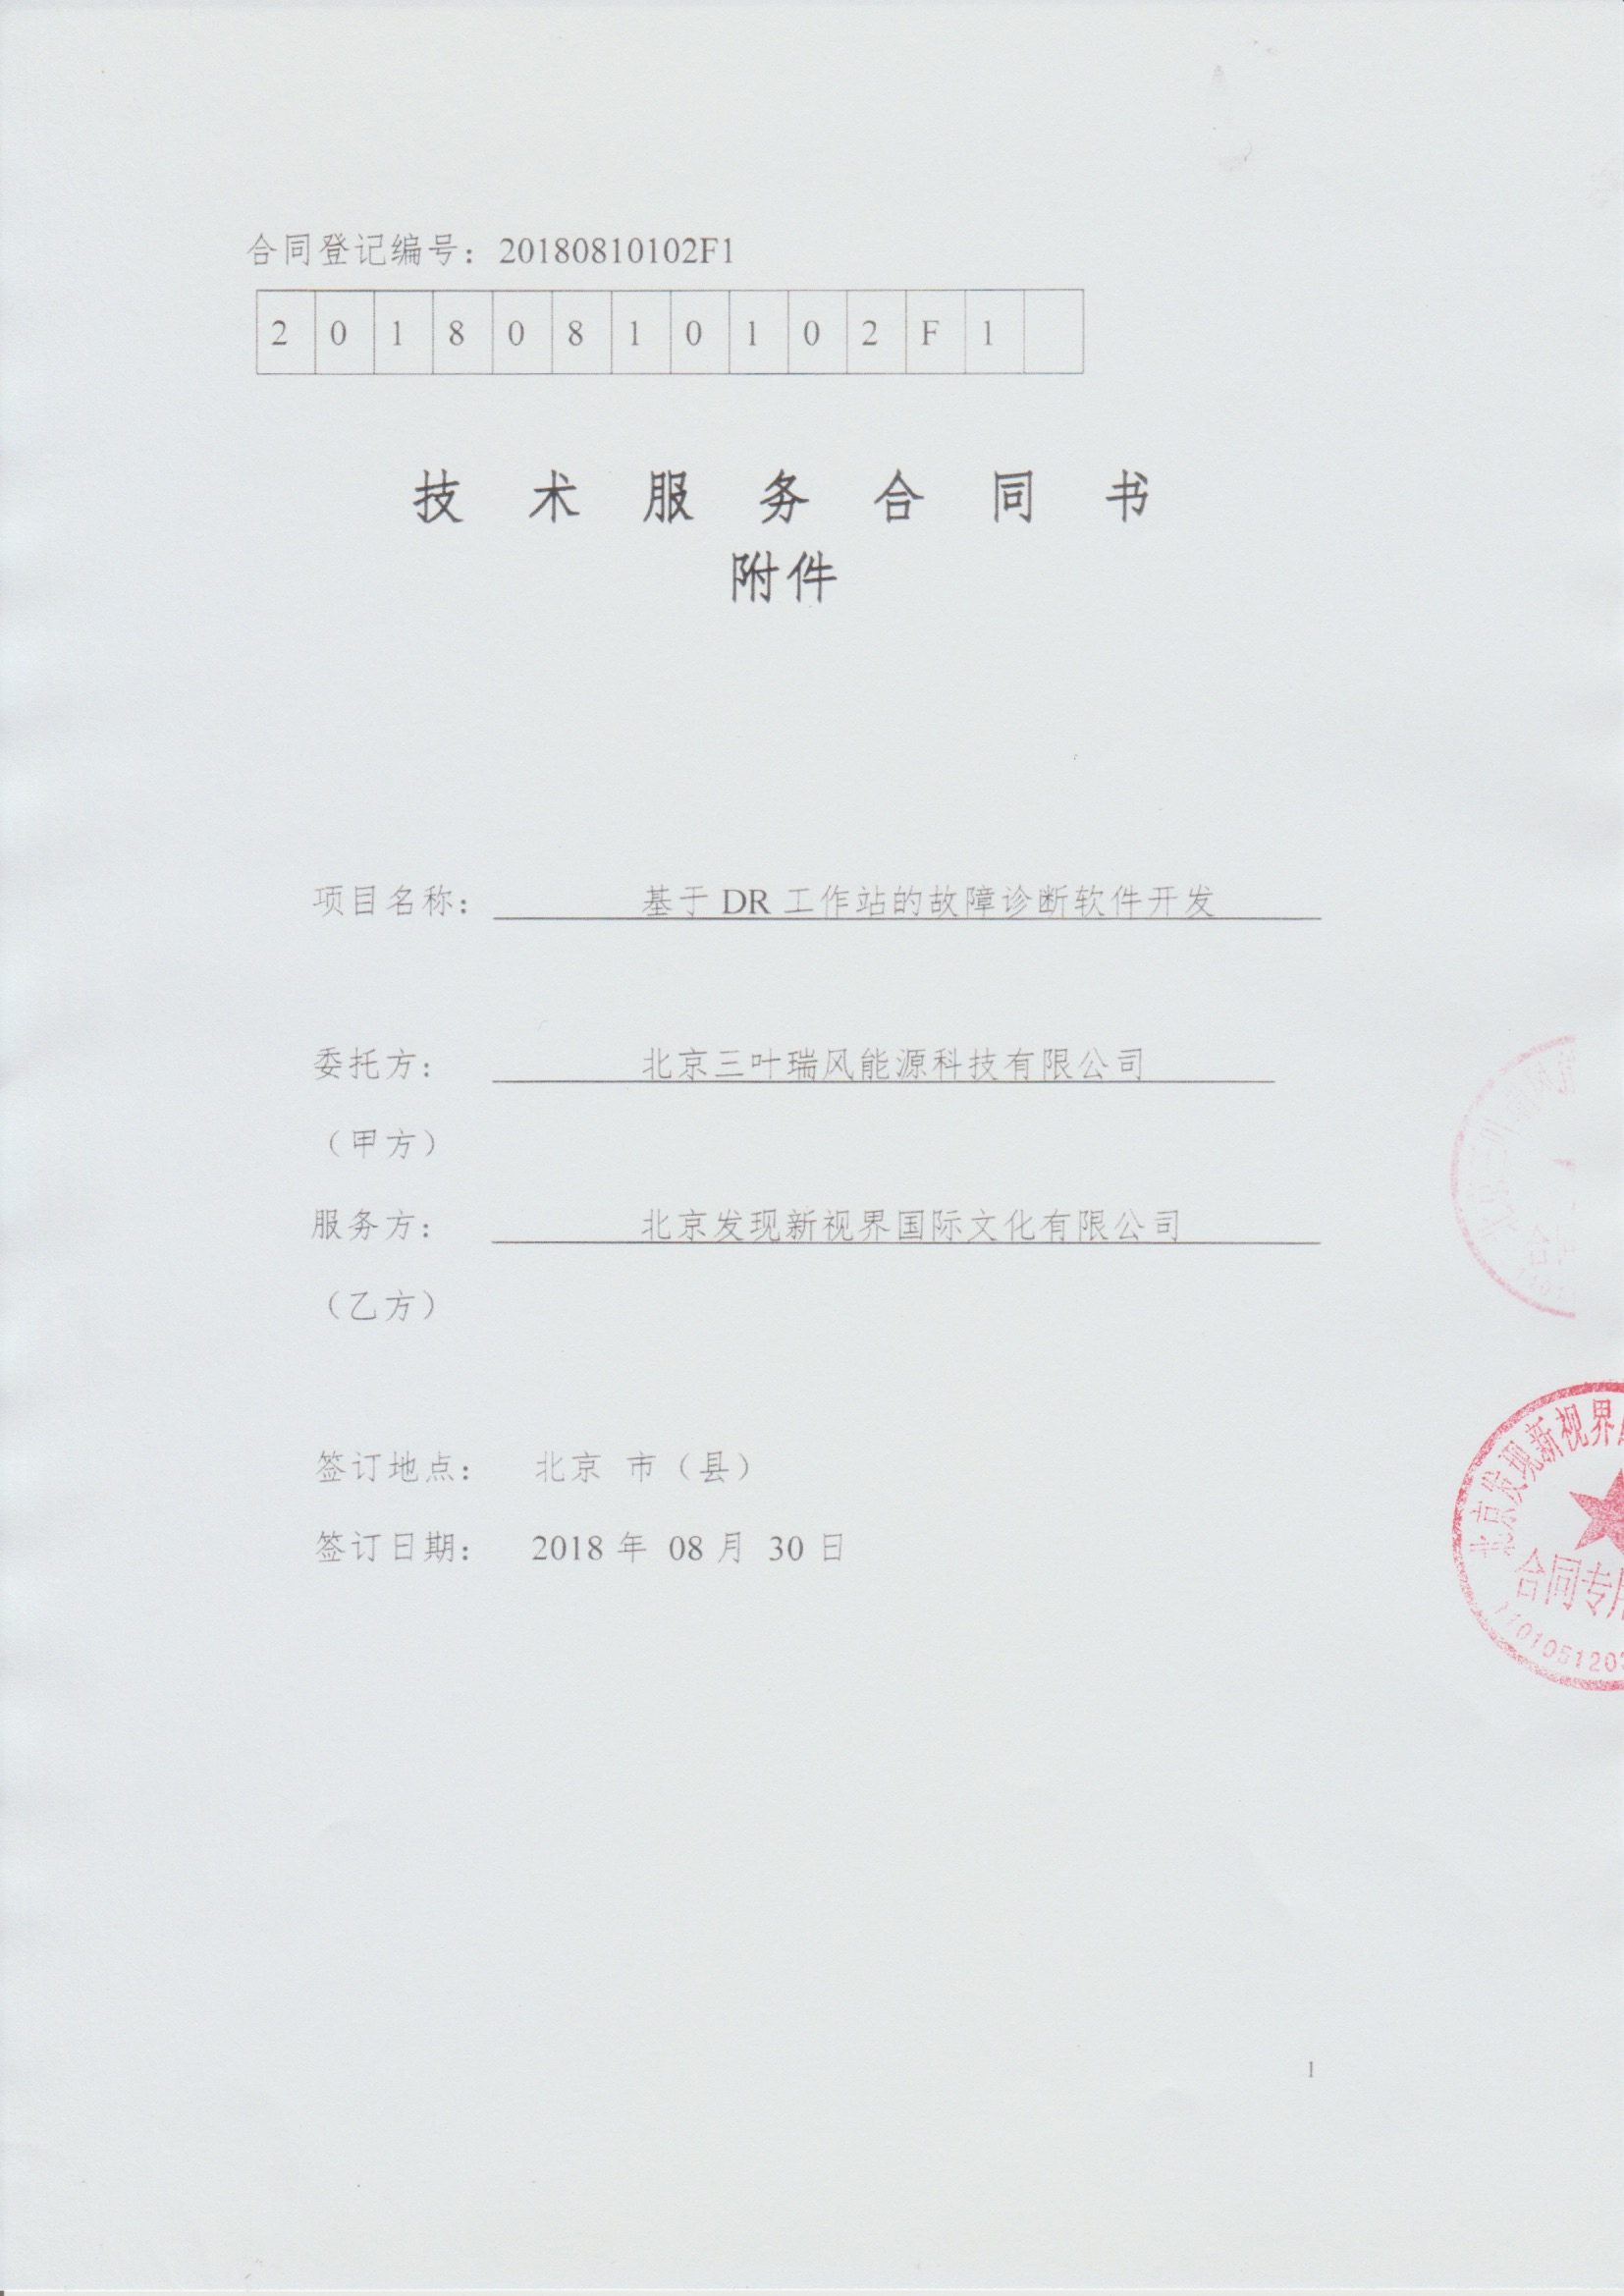 合同登记编号：20180810102F1
2 0 1 8 0 8 1 0 1 0 2 F 1
技 术 服 务 合 同 书
附件
项目名称： 基于 DR 工作站的故障诊断软件开发
委托方： 北京三叶瑞风能源科技有限公司
（甲方）
服务方： 北京发现新视界国际文化有限公司
（乙方）
北京发现新视界
合同专用
110105120
签订地点： 北京 市（县）
签订日期： 2018 年 08 月 30 日
1